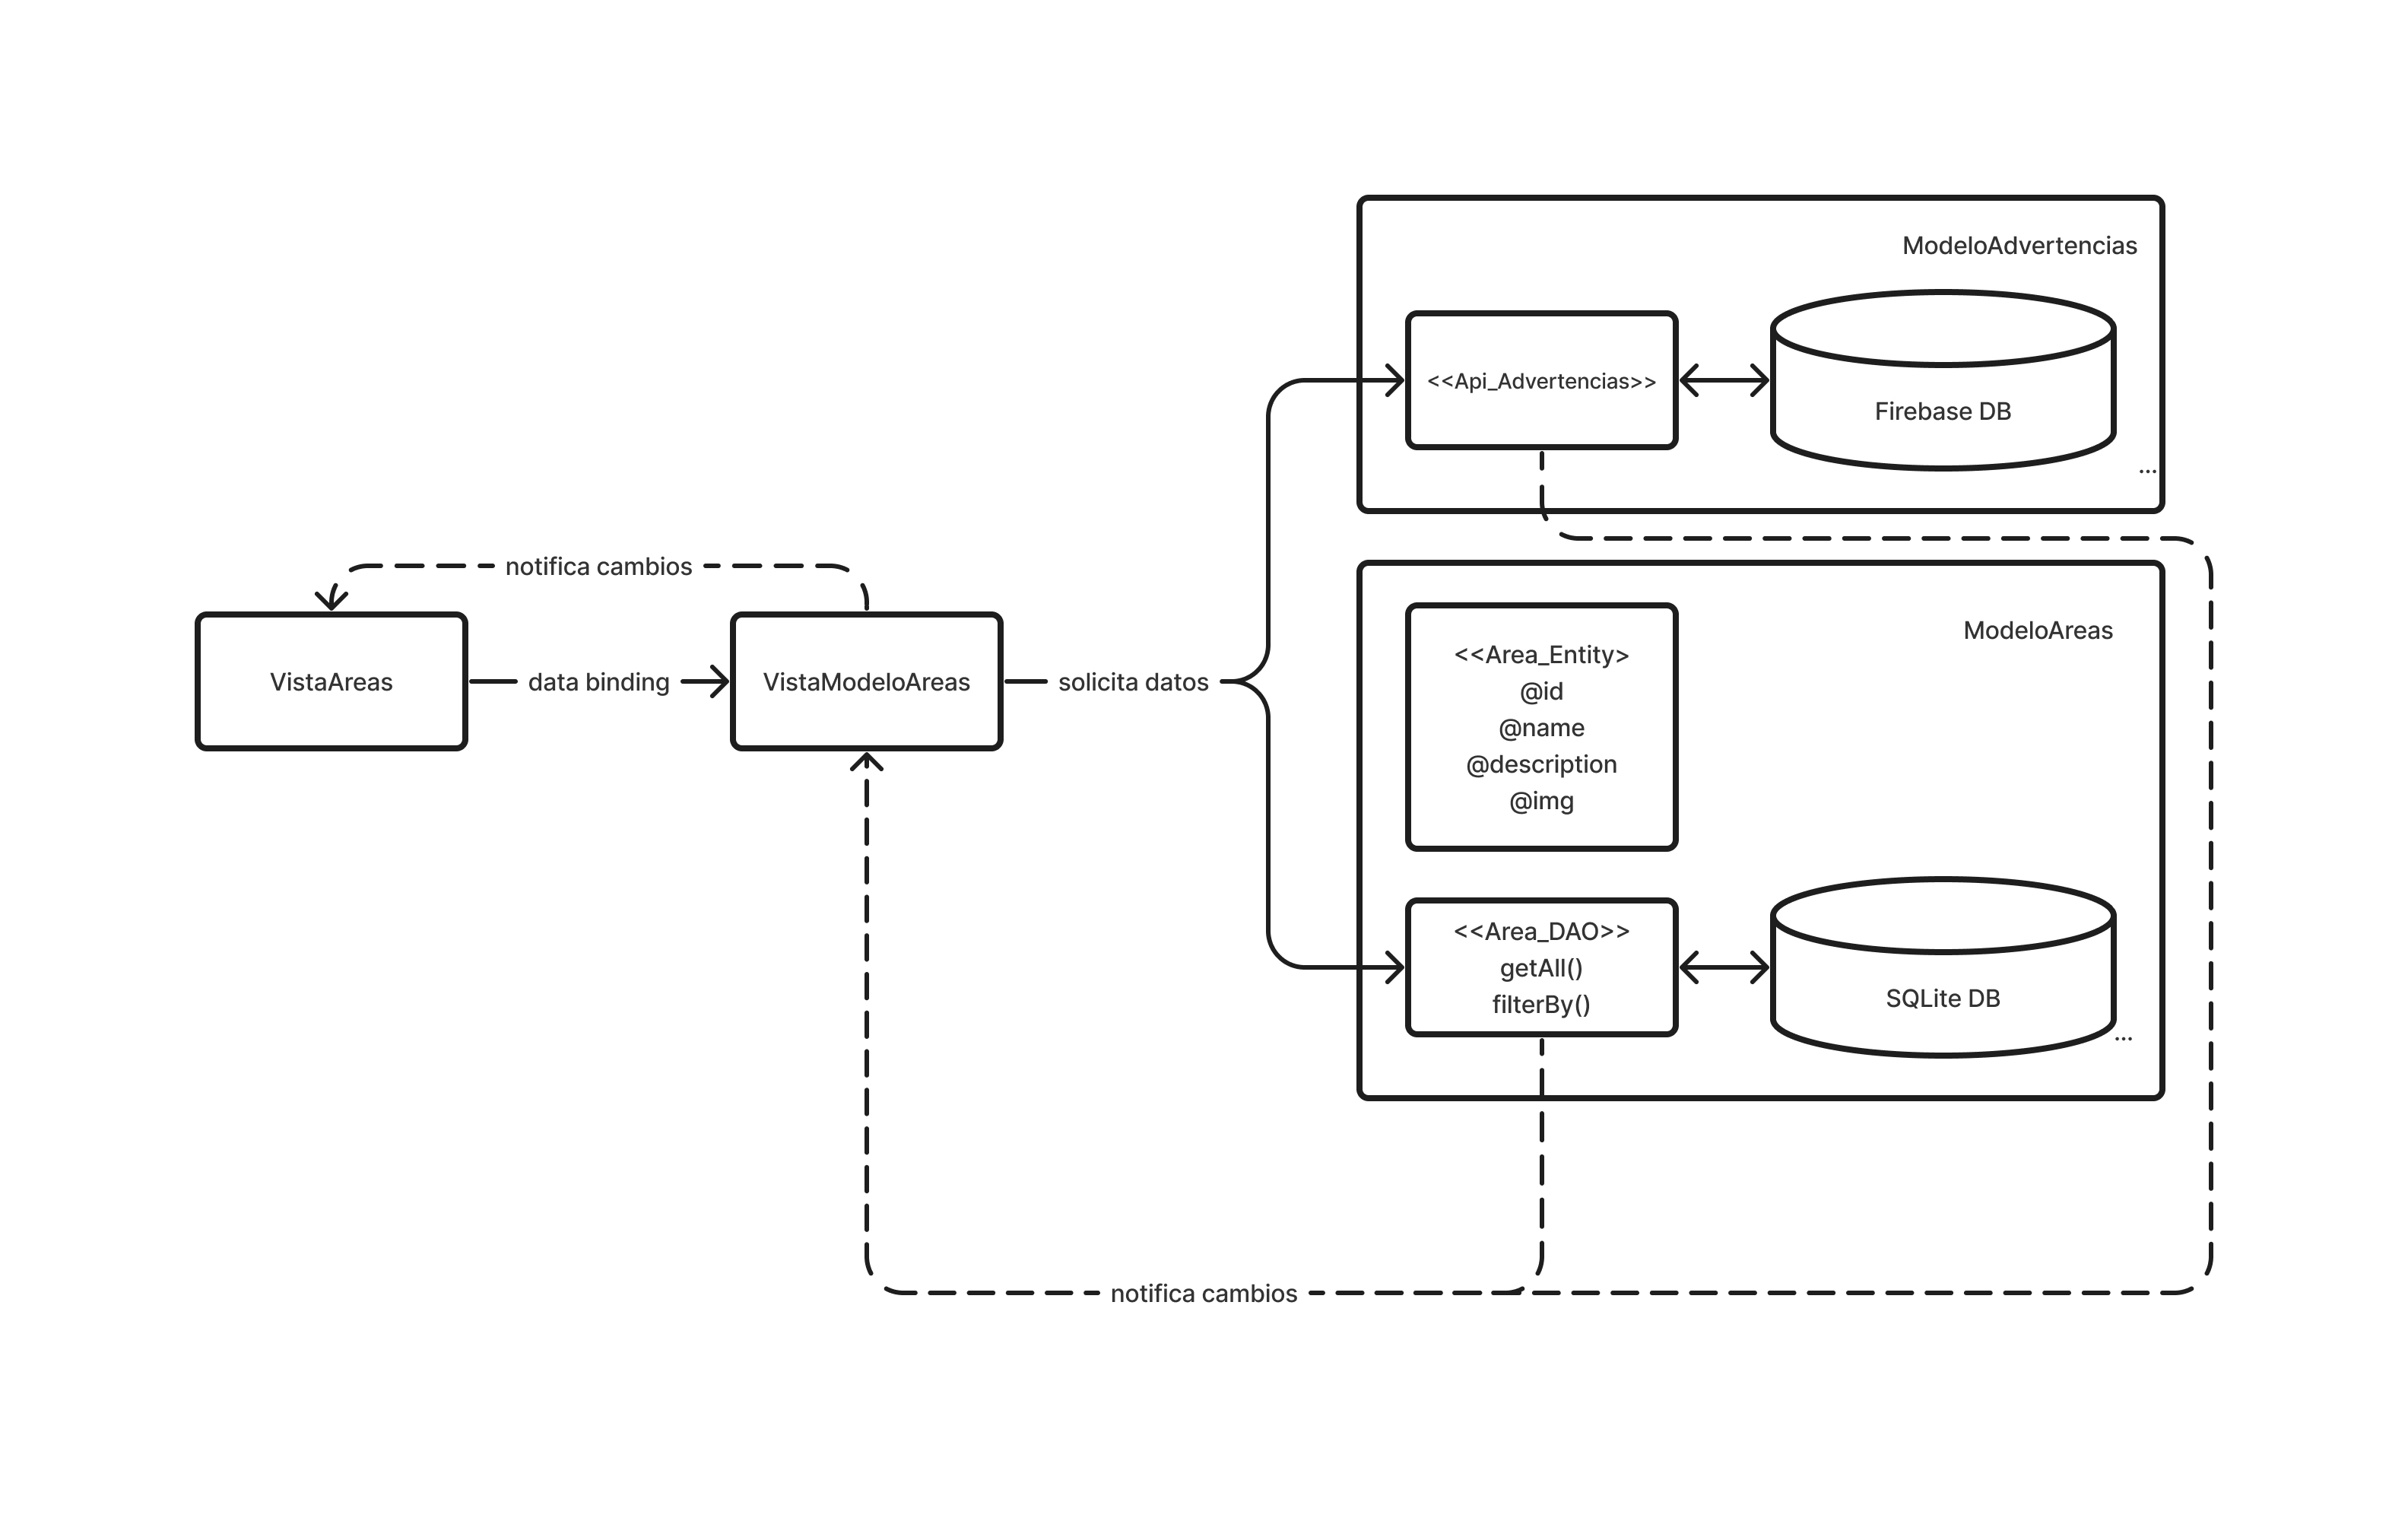 ModeloAdvertencias
<<Api_Advertencias>>
Firebase DB
...
notifica cambios
VistaAreas
data binding
VistaModeloAreas
solicita datos
ModeloAreas
<<Area_Entity>
@id
@name
@description
@img
<<Area_DAO>>
getAll()
filterBy()
SQLite DB
...
notifica cambios